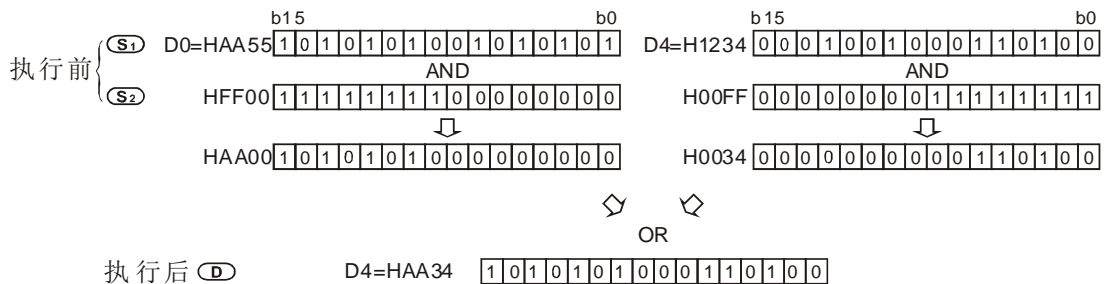 b15 b0 b15 b0
S1 D0=HAA55 1 0 1 0 1 0 1 0 0 1 0 1 0 1 0 1 D4=H1234 0 0 0 1 0 0 1 0 0 0 1 1 0 1 0 0
执行前 AND AND
S2 HFF00 1 1 1 1 1 1 1 1 0 0 0 0 0 0 0 0 H00FF 0 0 0 0 0 0 0 0 1 1 1 1 1 1 1 1
HAA00 1 0 1 0 1 0 1 0 0 0 0 0 0 0 0 0 H0034 0 0 0 0 0 0 0 0 0 0 1 1 0 1 0 0
OR
执行后 D D4=HAA34 1 0 1 0 1 0 1 0 0 0 1 1 0 1 0 0